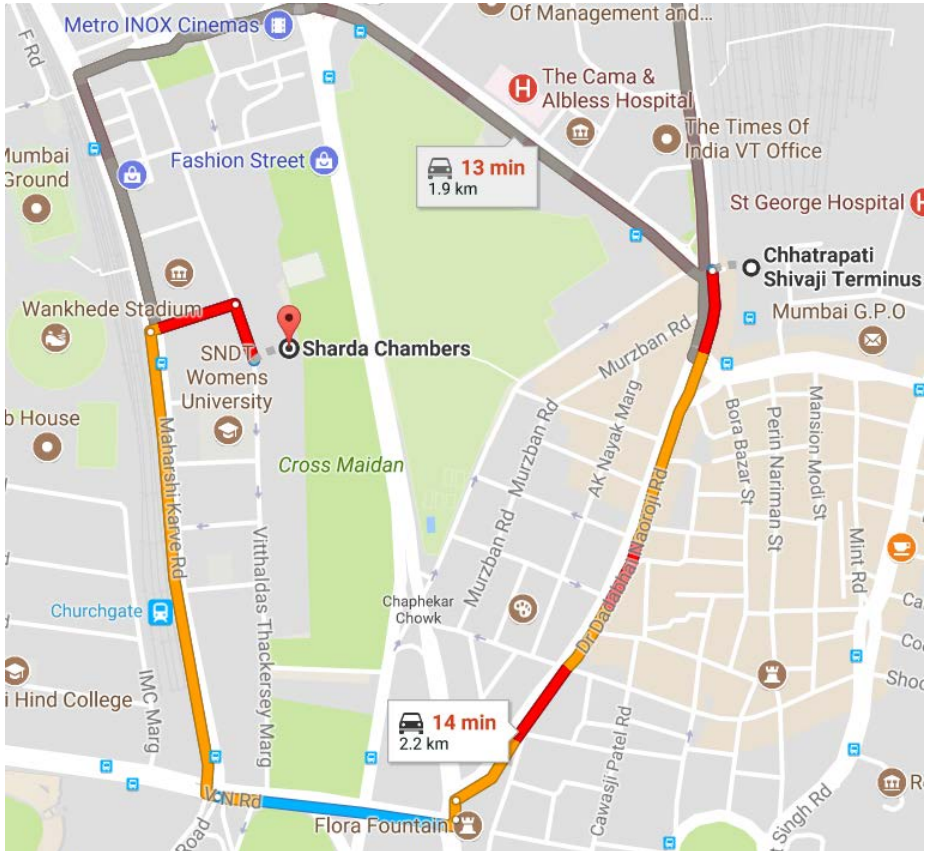 Of Management and...
Metro INOX Cinemas
F Rd
The Cama &
Albless Hospital
The Times Of
India VT Office
Fashion Street
13 min
1.9 km
Mumbai
Ground
St George Hospital
Chhatrapati
Shivaji Terminus
Wankhede Stadium
Mumbai G.P.O
Sharda Chambers
Murzban Rd
SNDT
Womens
University
b House
AK Nayak Marg
Bora Bazar St
Perin Nariman St
Mansion Modi St
Maharshi Karve Rd
Cross Maidan
Murzban Rd
Murzban Rd
Dr Dadabhai Naoroji Rd
Mint Rd
Vitthaldas Thackersey Marg
Chaphekar
Chowk
Churchgate
IMC Marg
i Hind College
14 min
2.2 km
Cawasji Patel Rd
Shoo
V N Rd
Flora Fountain
Road
t Singh Rd